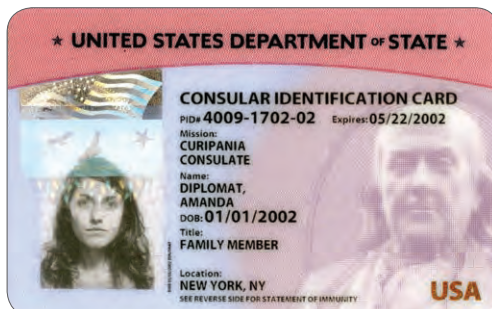 ★ UNITED STATES DEPARTMENT OF STATE ★
CONSULAR IDENTIFICATION CARD
PID# 4009-1702-02 Expires: 05/22/2002
Mission:
CURIPANIA
CONSULATE
Name:
DIPLOMAT,
AMANDA
DOB: 01/01/2002
Title:
FAMILY MEMBER
Location:
NEW YORK, NY
SEE REVERSE SIDE FOR STATEMENT OF IMMUNITY
USA